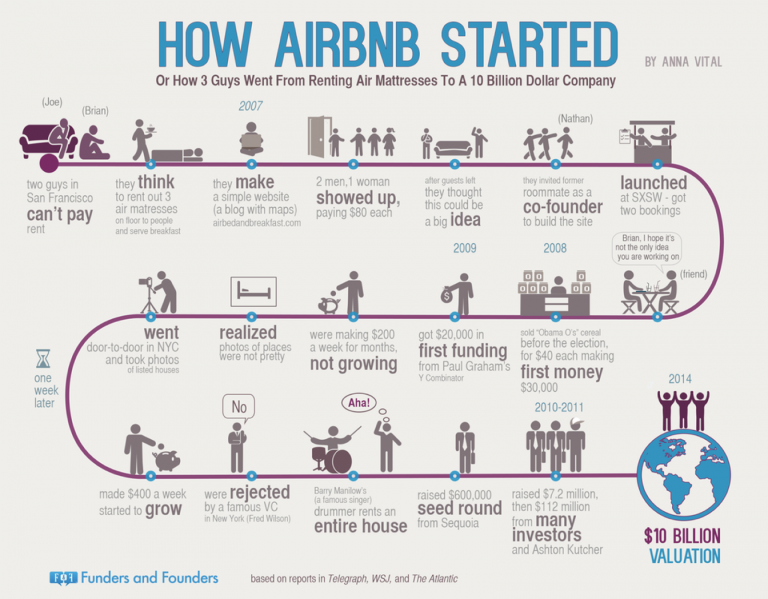 HOW AIRBNB STARTED
BY ANNA VITAL
Or How 3 Guys Went From Renting Air Mattresses To A 10 Billion Dollar Company
(Joe)
(Brian)
2007
(Nathan)
two guys in
San Francisco
can't pay
rent
they think
to rent out 3
air matresses
on floor to people
and serve breakfast
they make
a simple website
(a blog with maps)
airbedandbreakfast.com
2 men,1 woman
showed up,
paying $80 each
after guests left
they thought
this could be
a big idea
they invited former
roommate as a
co-founder
to build the site
launched
at SXSW - got
two bookings
Brian, I hope it's
not the only idea
you are working on
(friend)
2008
sold "Obama O's" cereal
before the election,
for $40 each making
first money
$30,000
2009
got $20,000 in
first funding
from Paul Graham's
Y Combinator
were making $200
a week for months,
not growing
realized
photos of places
were not pretty
went
door-to-door in NYC
and took photos
of listed houses
one
week
later
made $400 a week
started to grow
No
were rejected
by a famous VC
in New York (Fred Wilson)
Aha!
Barry Manilow's
(a famous singer)
drummer rents an
entire house
raised $600,000
seed round
from Sequoia
2010-2011
raised $7.2 million,
then $112 million
from many
investors
and Ashton Kutcher
2014
$10 BILLION
VALUATION
Funders and Founders
based on reports in Telegraph, WSJ, and The Atlantic